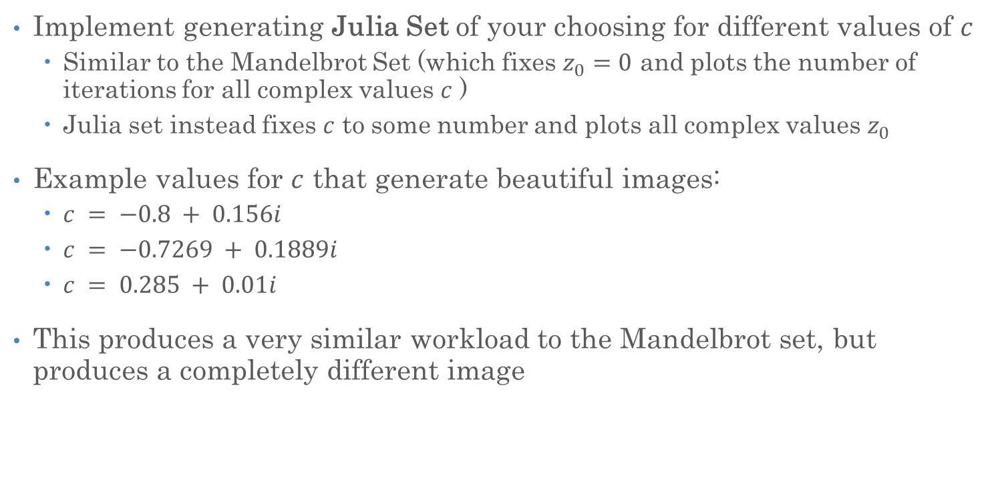 • Implement generating Julia Set of your choosing for different values of c
• Similar to the Mandelbrot Set (which fixes z₀ = 0 and plots the number of
iterations for all complex values c )
• Julia set instead fixes c to some number and plots all complex values z₀
• Example values for c that generate beautiful images:
• c = −0.8 + 0.156i
• c = −0.7269 + 0.1889i
• c = 0.285 + 0.01i
• This produces a very similar workload to the Mandelbrot set, but
produces a completely different image